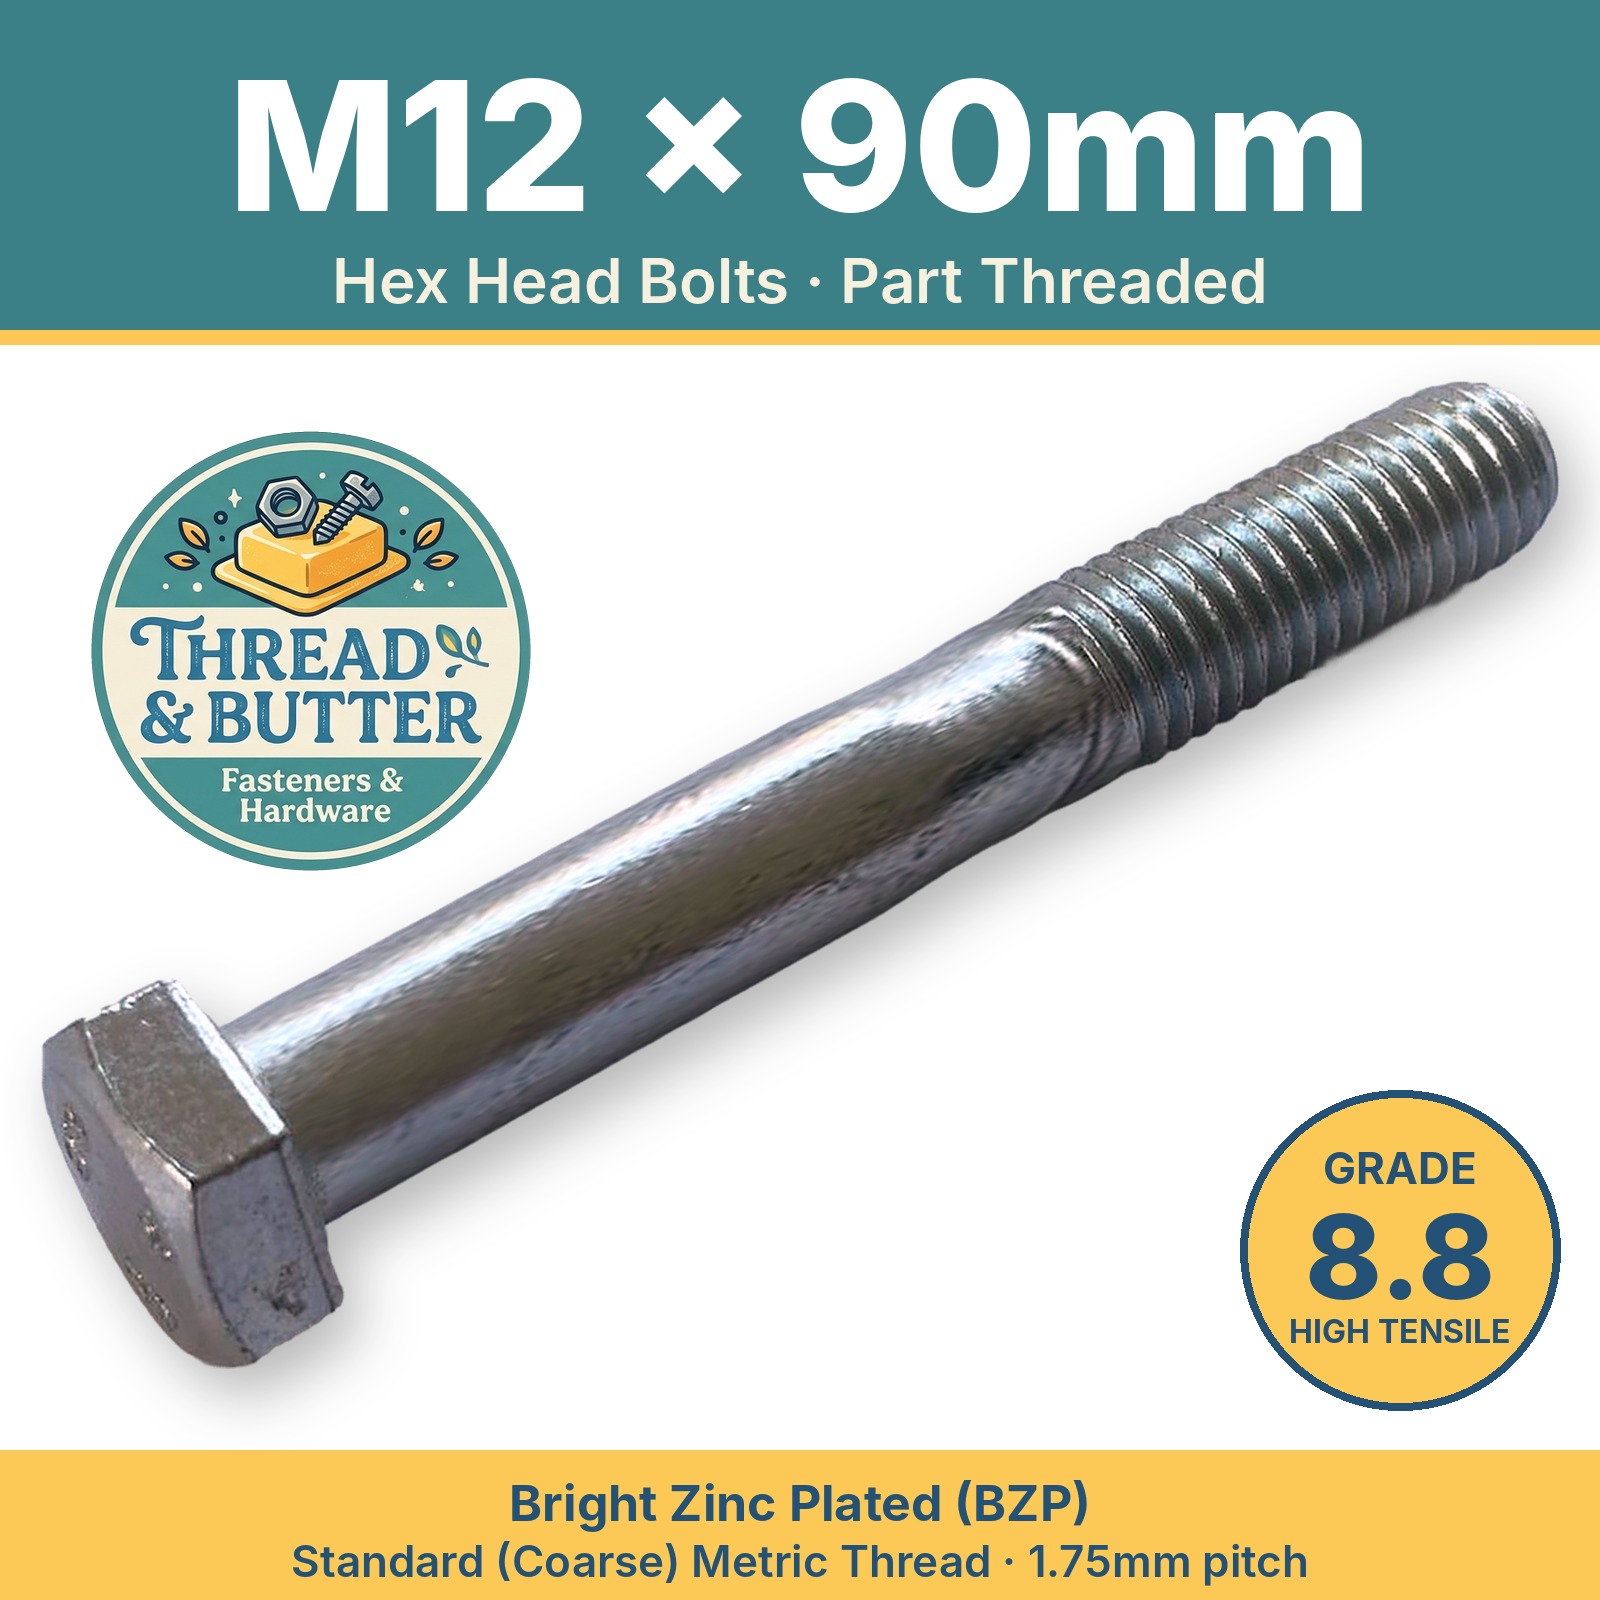 M12 × 90mm
Hex Head Bolts · Part Threaded
THREAD
& BUTTER
Fasteners &
Hardware
GRADE
8.8
HIGH TENSILE
Bright Zinc Plated (BZP)
Standard (Coarse) Metric Thread · 1.75mm pitch